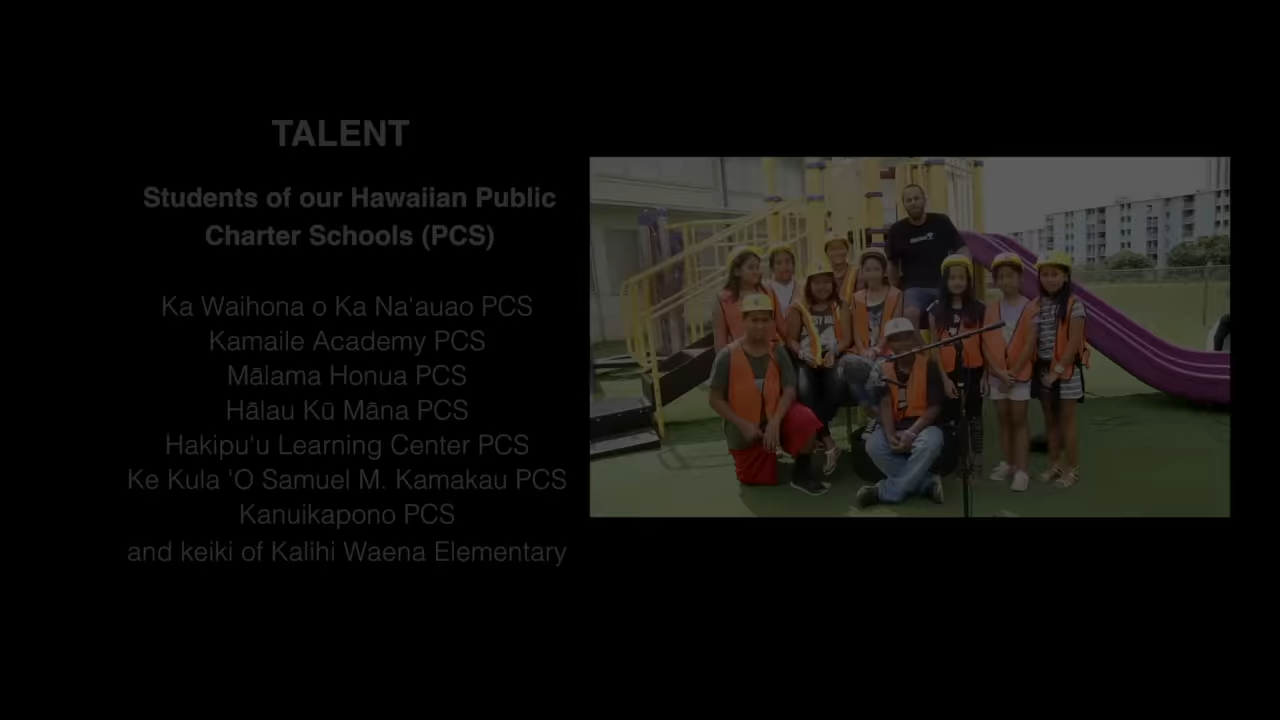 TALENT
Students of our Hawaiian Public
Charter Schools (PCS)
Ka Waihona o Ka Na'auao PCS
Kamaile Academy PCS
Mālama Honua PCS
Hālau Kū Māna PCS
Hakipu'u Learning Center PCS
Ke Kula 'O Samuel M. Kamakau PCS
Kanuikapono PCS
and keiki of Kalihi Waena Elementary